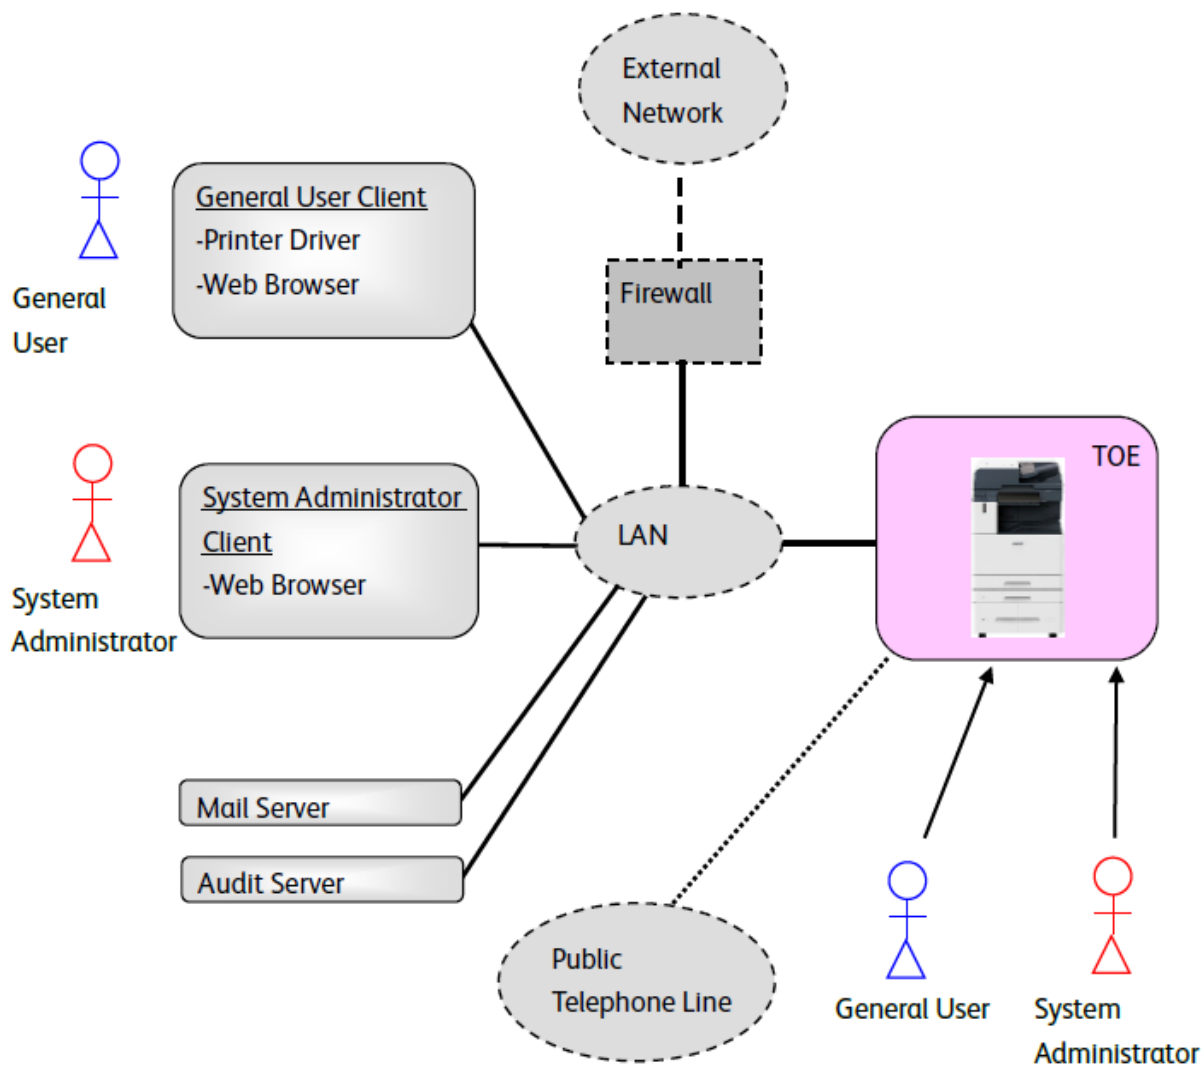 External
Network
General User Client
-Printer Driver
-Web Browser
General
User
Firewall
TOE
System Administrator
Client
-Web Browser
LAN
System
Administrator
Mail Server
Audit Server
Public
Telephone Line
General User
System
Administrator